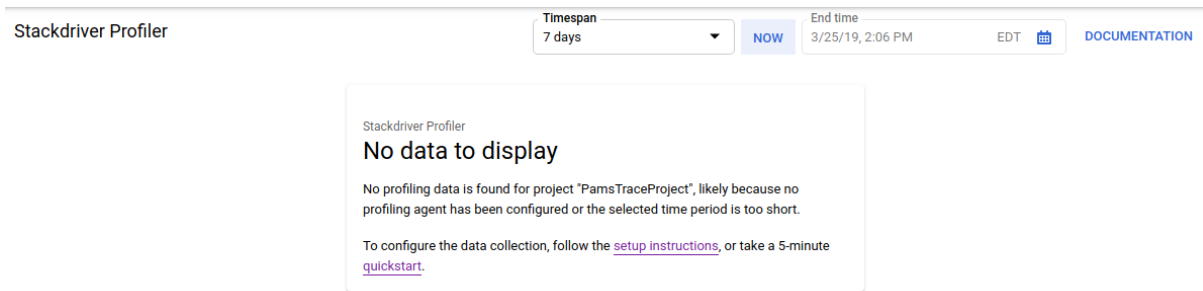 Stackdriver Profiler
Timespan
7 days
NOW
End time
3/25/19, 2:06 PM EDT
DOCUMENTATION
Stackdriver Profiler
No data to display
No profiling data is found for project "PamsTraceProject", likely because no
profiling agent has been configured or the selected time period is too short.
To configure the data collection, follow the setup instructions, or take a 5-minute
quickstart.